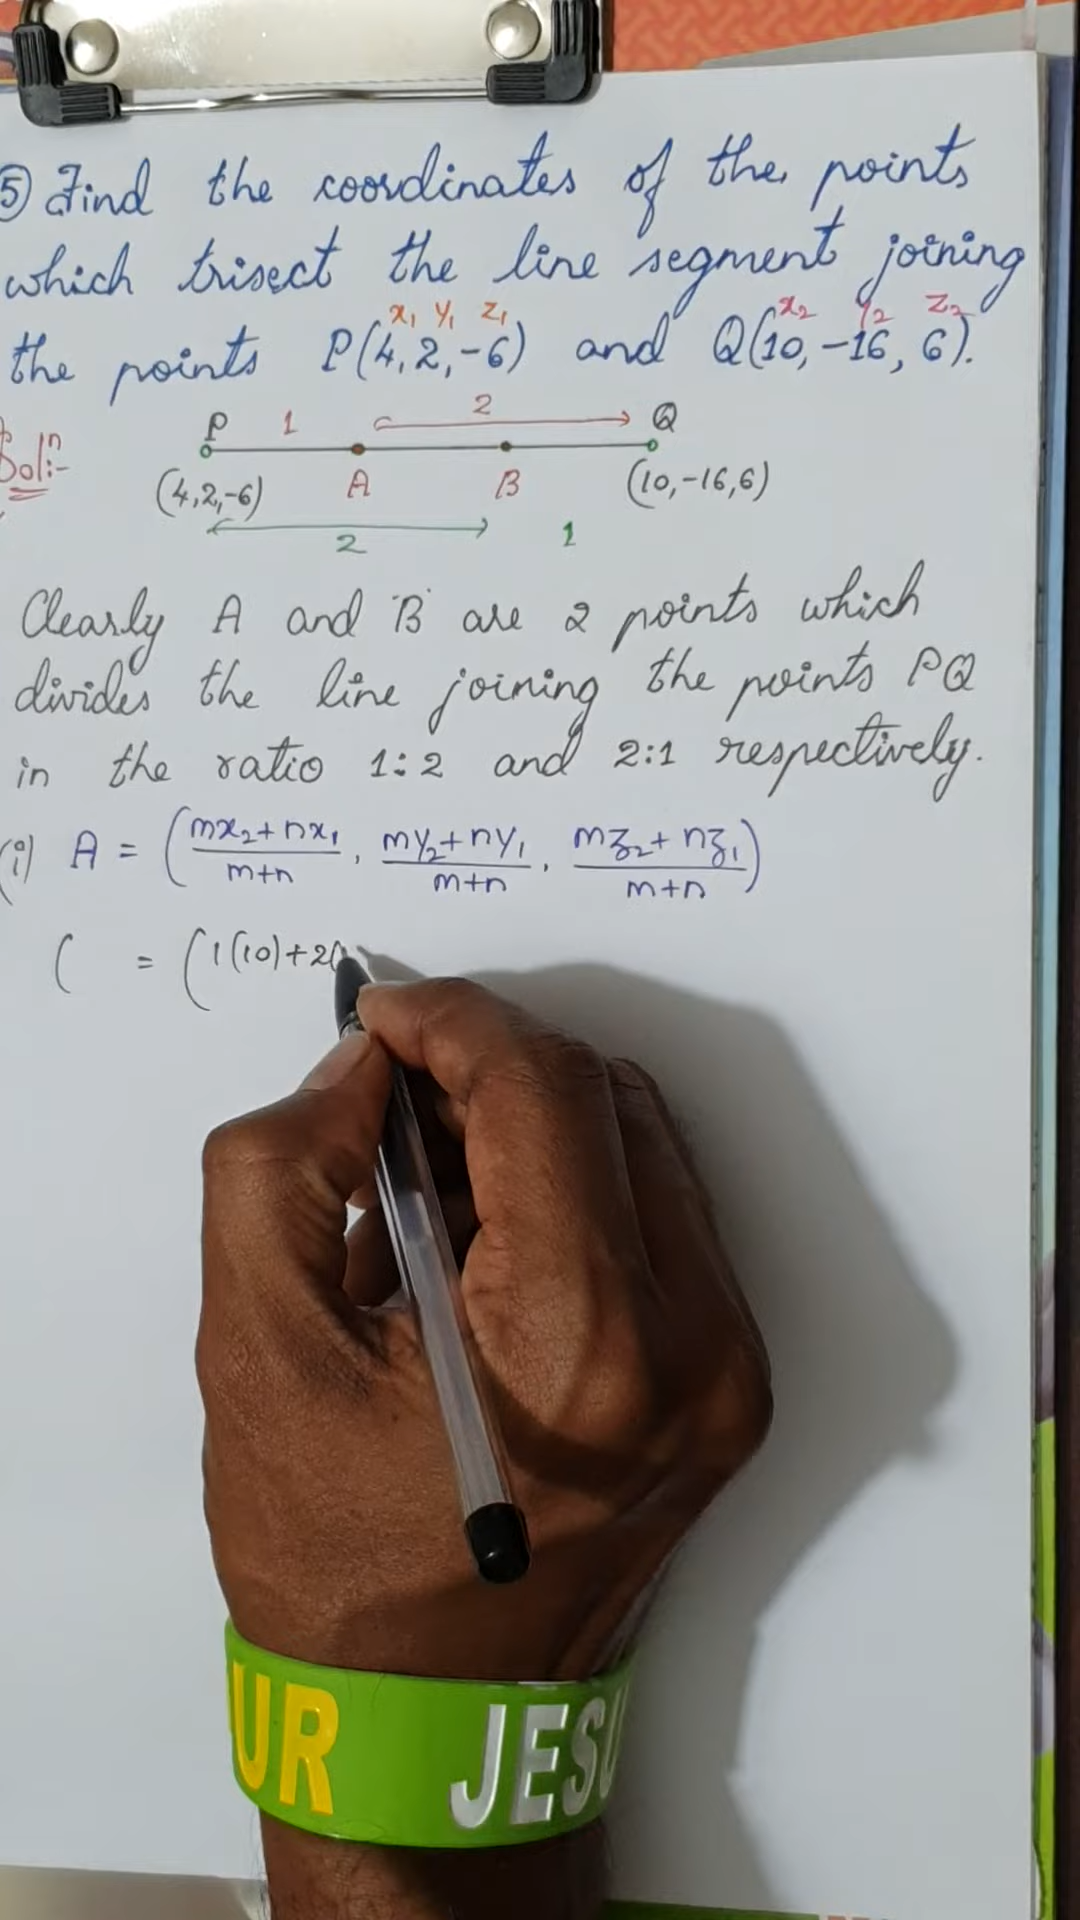 5 Find the coordinates of the points
which trisect the line segment joining
x₁ y₁ z₁ x₂ y₂ z₂
the points P(4,2,-6) and Q(10,-16,6).
Solⁿ:-
P 1 2 Q
(4,2,-6) A B (10,-16,6)
2 1
Clearly A and B are 2 points which
divides the line joining the points PQ
in the ratio 1:2 and 2:1 respectively.
(i) A = (mx₂+nx₁/m+n, my₂+ny₁/m+n, mz₂+nz₁/m+n)
( = (1(10)+2(
UR JESU